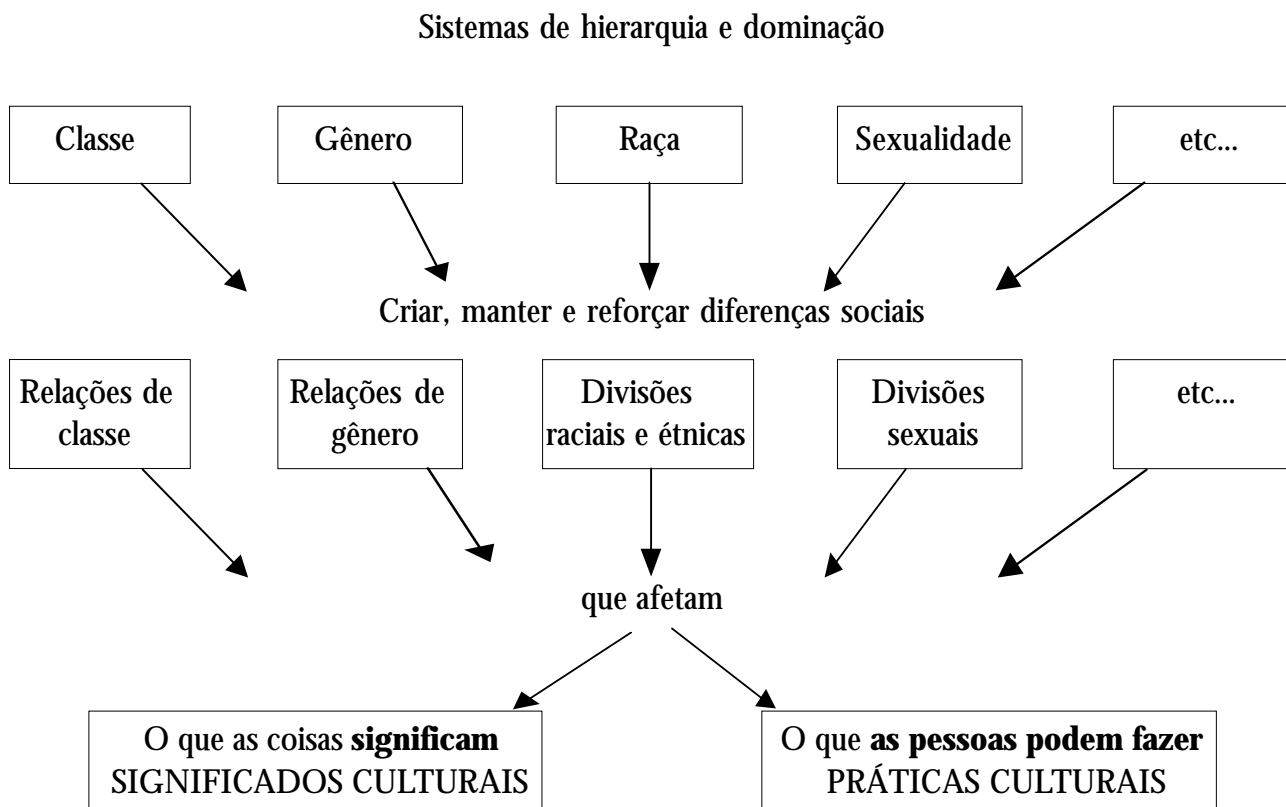 Sistemas de hierarquia e dominação
Classe
Gênero
Raça
Sexualidade
etc...
Criar, manter e reforçar diferenças sociais
Relações de
classe
Relações de
gênero
Divisões
raciais e étnicas
Divisões
sexuais
etc...
que afetam
O que as coisas significam
SIGNIFICADOS CULTURAIS
O que as pessoas podem fazer
PRÁTICAS CULTURAIS